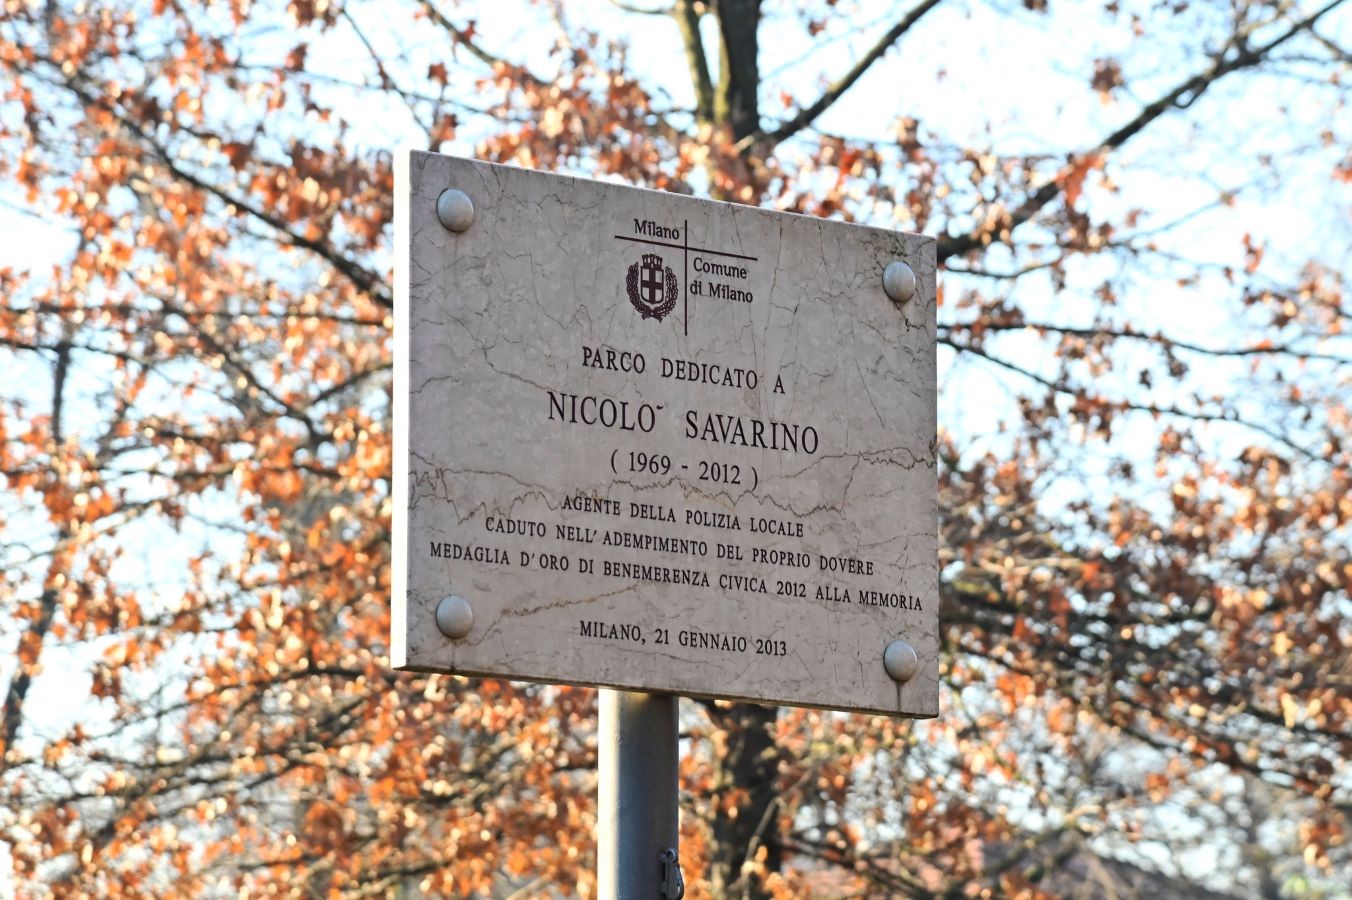 Milano
Comune
di Milano
PARCO DEDICATO A
NICOLO´ SAVARINO
( 1969 - 2012 )
AGENTE DELLA POLIZIA LOCALE
CADUTO NELL' ADEMPIMENTO DEL PROPRIO DOVERE
MEDAGLIA D' ORO DI BENEMERENZA CIVICA 2012 ALLA MEMORIA
MILANO, 21 GENNAIO 2013